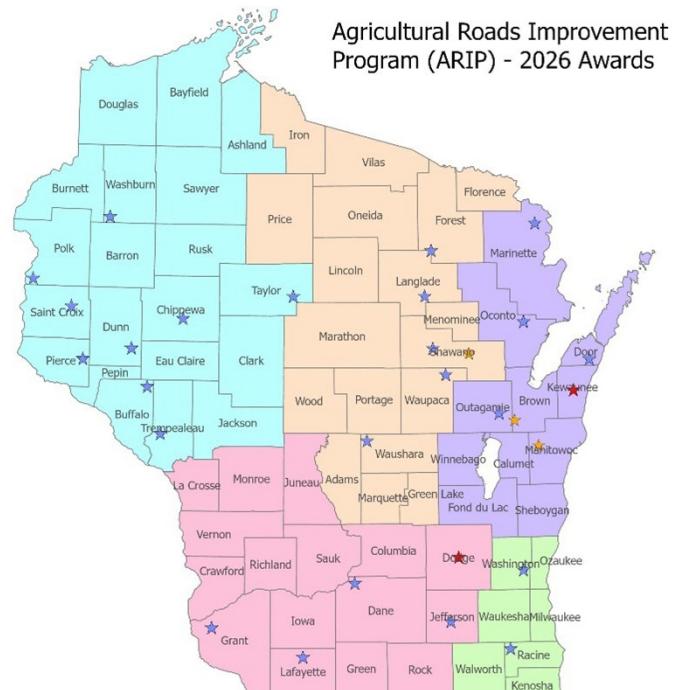 Agricultural Roads Improvement
Program (ARIP) - 2026 Awards
Douglas
Bayfield
Ashland
Iron
Vilas
Florence
Burnett
Washburn
Sawyer
Price
Oneida
Forest
Marinette
Polk
Barron
Rusk
Lincoln
Langlade
Taylor
Oconto
Saint Croix
Chippewa
Dunn
Menominee
Marathon
Shawano
Door
Pierce
Pepin
Eau Claire
Clark
Kewaunee
Buffalo
Trempealeau
Jackson
Wood
Portage
Waupaca
Outagamie
Brown
Manitowoc
Waushara
Winnebago
Calumet
La Crosse
Monroe
Juneau
Adams
Marquette
Green Lake
Fond du Lac
Sheboygan
Vernon
Crawford
Richland
Sauk
Columbia
Dodge
Washington
Ozaukee
Grant
Iowa
Dane
Jefferson
Waukesha
Milwaukee
Lafayette
Green
Rock
Walworth
Racine
Kenosha